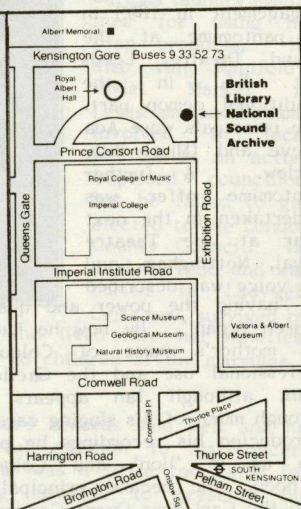 Albert Memorial
Kensington Gore Buses 9 33 52 73
Royal
Albert
Hall
British
Library
National
Sound
Archive
Prince Consort Road
Royal College of Music
Imperial College
Queens Gate
Exhibition Road
Imperial Institute Road
Science Museum
Geological Museum
Natural History Museum
Victoria & Albert
Museum
Cromwell Road
Cromwell Pl
Thurloe Place
Harrington Road
Thurloe Street
SOUTH
KENSINGTON
Brompton Road
Onslow Sq
Pelham Street